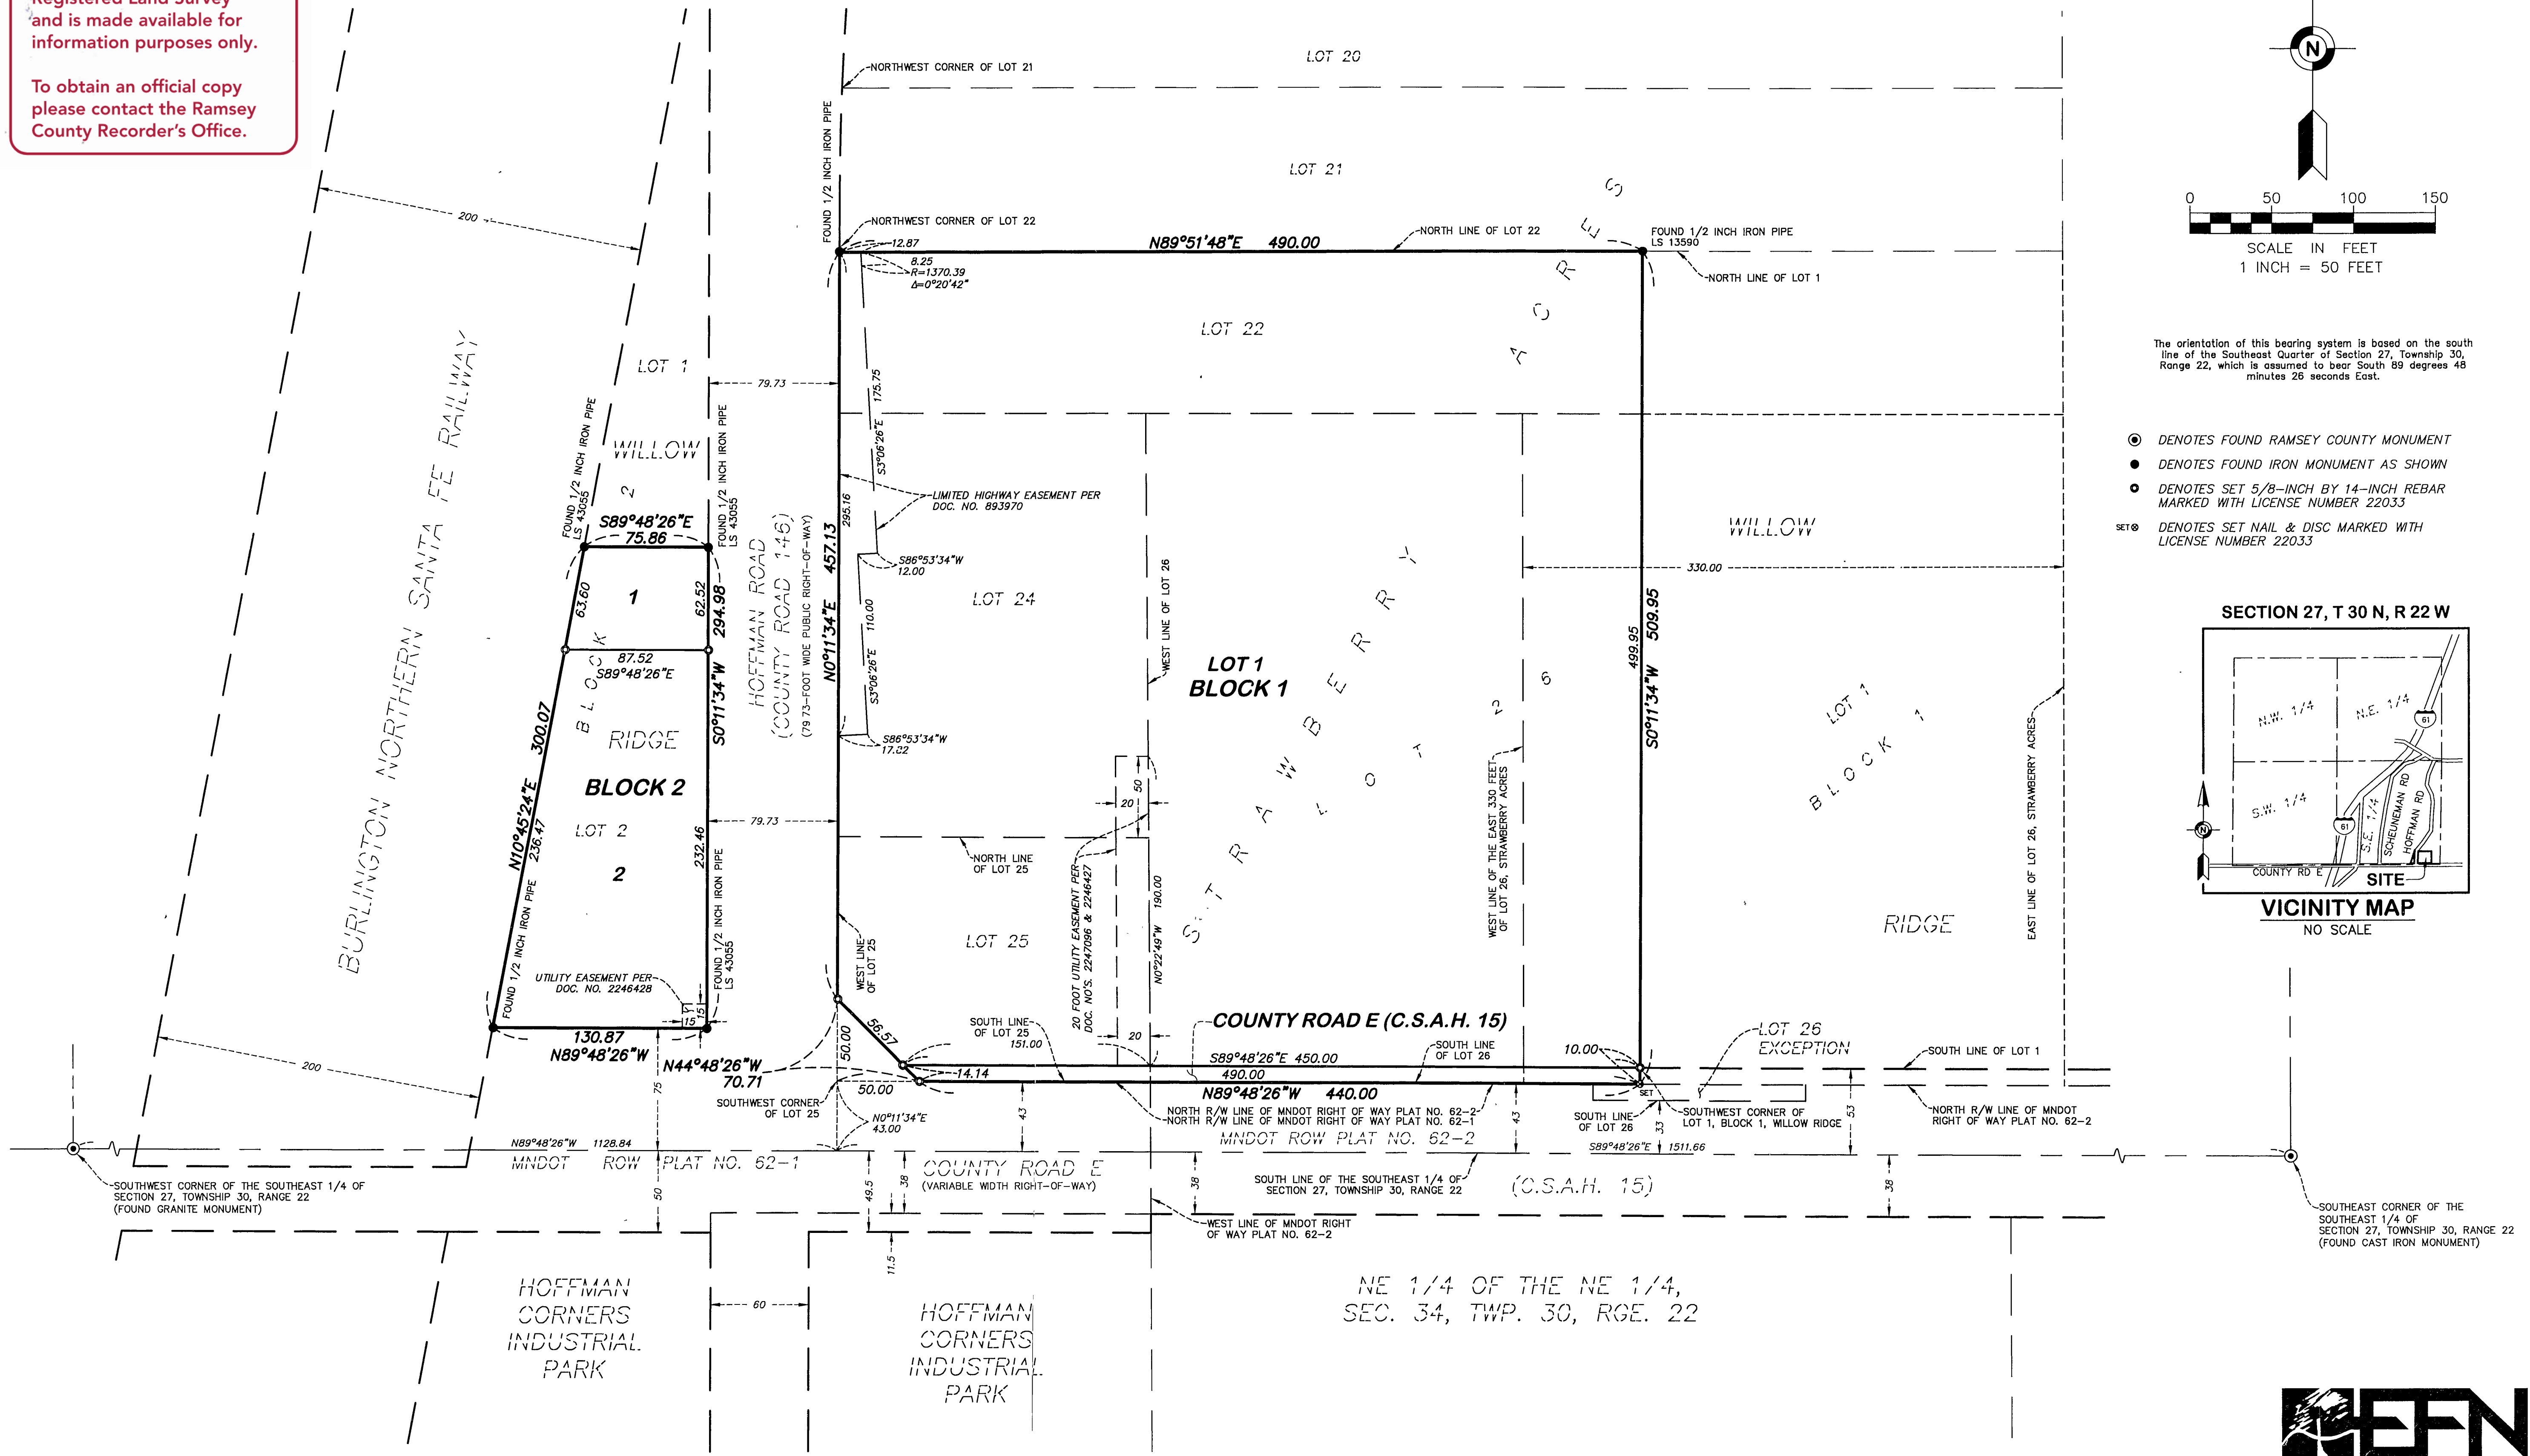 Registered Land Survey
and is made available for
information purposes only.
To obtain an official copy
please contact the Ramsey
County Recorder's Office.
LOT 20
NORTHWEST CORNER OF LOT 21
FOUND 1/2 INCH IRON PIPE
LOT 21
200
NORTHWEST CORNER OF LOT 22
12.87
8.25
R=1370.39
Δ=0°20'42"
N89°51'48"E 490.00
NORTH LINE OF LOT 22
FOUND 1/2 INCH IRON PIPE
LS 13590
NORTH LINE OF LOT 1
LOT 22
STRAWBERRY ACRES
LOT 1
79.73
175.75
S3°06'26"E
BURLINGTON NORTHERN SANTA FE RAILWAY
FOUND 1/2 INCH IRON PIPE
LS 43055
WILLOW
BLOCK 2
FOUND 1/2 INCH IRON PIPE
LS 43055
S89°48'26"E
75.86
LIMITED HIGHWAY EASEMENT PER
DOC. NO. 893970
295.16
N0°11'34"E 457.13
HOFFMAN ROAD
(COUNTY ROAD 146)
(79.73-FOOT WIDE PUBLIC RIGHT-OF-WAY)
S86°53'34"W
12.00
63.60
1
62.52
S0°11'34"W 294.98
87.52
S89°48'26"E
S3°06'26"E 110.00
LOT 24
WEST LINE OF LOT 26
LOT 1
BLOCK 1
LOT 26
WILLOW
330.00
499.95
S0°11'34"W 509.95
LOT 1
BLOCK 1
S86°53'34"W
RIDGE
BLOCK 2
N10°45'24"E 300.07
236.47
LOT 2
2
232.46
79.73
50
20
NORTH LINE
OF LOT 25
20 FOOT UTILITY EASEMENT PER
DOC. NO'S. 2247096 & 2246427
N0°22'49"W 190.00
WEST LINE OF THE EAST 330 FEET
OF LOT 26, STRAWBERRY ACRES
EAST LINE OF LOT 26, STRAWBERRY ACRES
RIDGE
FOUND 1/2 INCH IRON PIPE
FOUND 1/2 INCH IRON PIPE
LS 43055
WEST LINE
OF LOT 25
LOT 25
UTILITY EASEMENT PER
DOC. NO. 2246428
15
15
130.87
N89°48'26"W
N44°48'26"W
70.71
50.00
56.57
SOUTH LINE
OF LOT 25
151.00
20
COUNTY ROAD E (C.S.A.H. 15)
S89°48'26"E 450.00
SOUTH LINE
OF LOT 26
10.00
LOT 26
EXCEPTION
SOUTH LINE OF LOT 1
14.14
490.00
50.00
N89°48'26"W 440.00
SET
200
75
SOUTHWEST CORNER
OF LOT 25
N0°11'34"E
43.00
43
NORTH R/W LINE OF MNDOT RIGHT OF WAY PLAT NO. 62-2
NORTH R/W LINE OF MNDOT RIGHT OF WAY PLAT NO. 62-1
43
SOUTH LINE
OF LOT 26
33
SOUTHWEST CORNER OF
LOT 1, BLOCK 1, WILLOW RIDGE
53
NORTH R/W LINE OF MNDOT
RIGHT OF WAY PLAT NO. 62-2
N89°48'26"W 1128.84
MNDOT ROW PLAT NO. 62-1
MNDOT ROW PLAT NO. 62-2
S89°48'26"E 1511.66
SOUTHWEST CORNER OF THE SOUTHEAST 1/4 OF
SECTION 27, TOWNSHIP 30, RANGE 22
(FOUND GRANITE MONUMENT)
50
49.5
38
COUNTY ROAD E
(VARIABLE WIDTH RIGHT-OF-WAY)
38
SOUTH LINE OF THE SOUTHEAST 1/4 OF
SECTION 27, TOWNSHIP 30, RANGE 22
(C.S.A.H. 15)
38
WEST LINE OF MNDOT RIGHT
OF WAY PLAT NO. 62-2
11.5
SOUTHEAST CORNER OF THE
SOUTHEAST 1/4 OF
SECTION 27, TOWNSHIP 30, RANGE 22
(FOUND CAST IRON MONUMENT)
HOFFMAN
CORNERS
INDUSTRIAL
PARK
60
HOFFMAN
CORNERS
INDUSTRIAL
PARK
NE 1/4 OF THE NE 1/4,
SEC. 34, TWP. 30, RGE. 22
N
0 50 100 150
SCALE IN FEET
1 INCH = 50 FEET
The orientation of this bearing system is based on the south
line of the Southeast Quarter of Section 27, Township 30,
Range 22, which is assumed to bear South 89 degrees 48
minutes 26 seconds East.
DENOTES FOUND RAMSEY COUNTY MONUMENT
DENOTES FOUND IRON MONUMENT AS SHOWN
DENOTES SET 5/8-INCH BY 14-INCH REBAR
MARKED WITH LICENSE NUMBER 22033
SET DENOTES SET NAIL & DISC MARKED WITH
LICENSE NUMBER 22033
SECTION 27, T 30 N, R 22 W
N.W. 1/4
N.E. 1/4
61
S.W. 1/4
S.E. 1/4
61
SCHEUNEMAN RD
HOFFMAN RD
N
COUNTY RD E
SITE
VICINITY MAP
NO SCALE
EFN